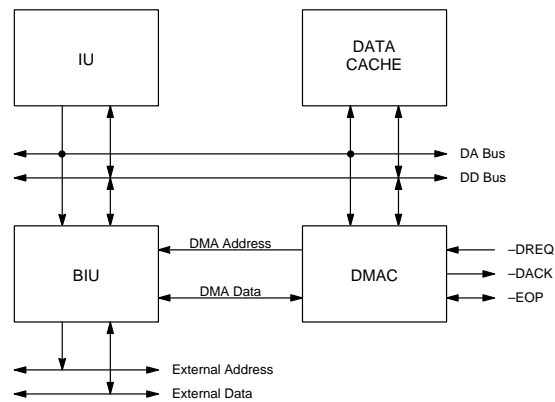 IU
DATA
CACHE
DA Bus
DD Bus
BIU
DMA Address
DMA Data
DMAC
–DREQ
–DACK
–EOP
External Address
External Data